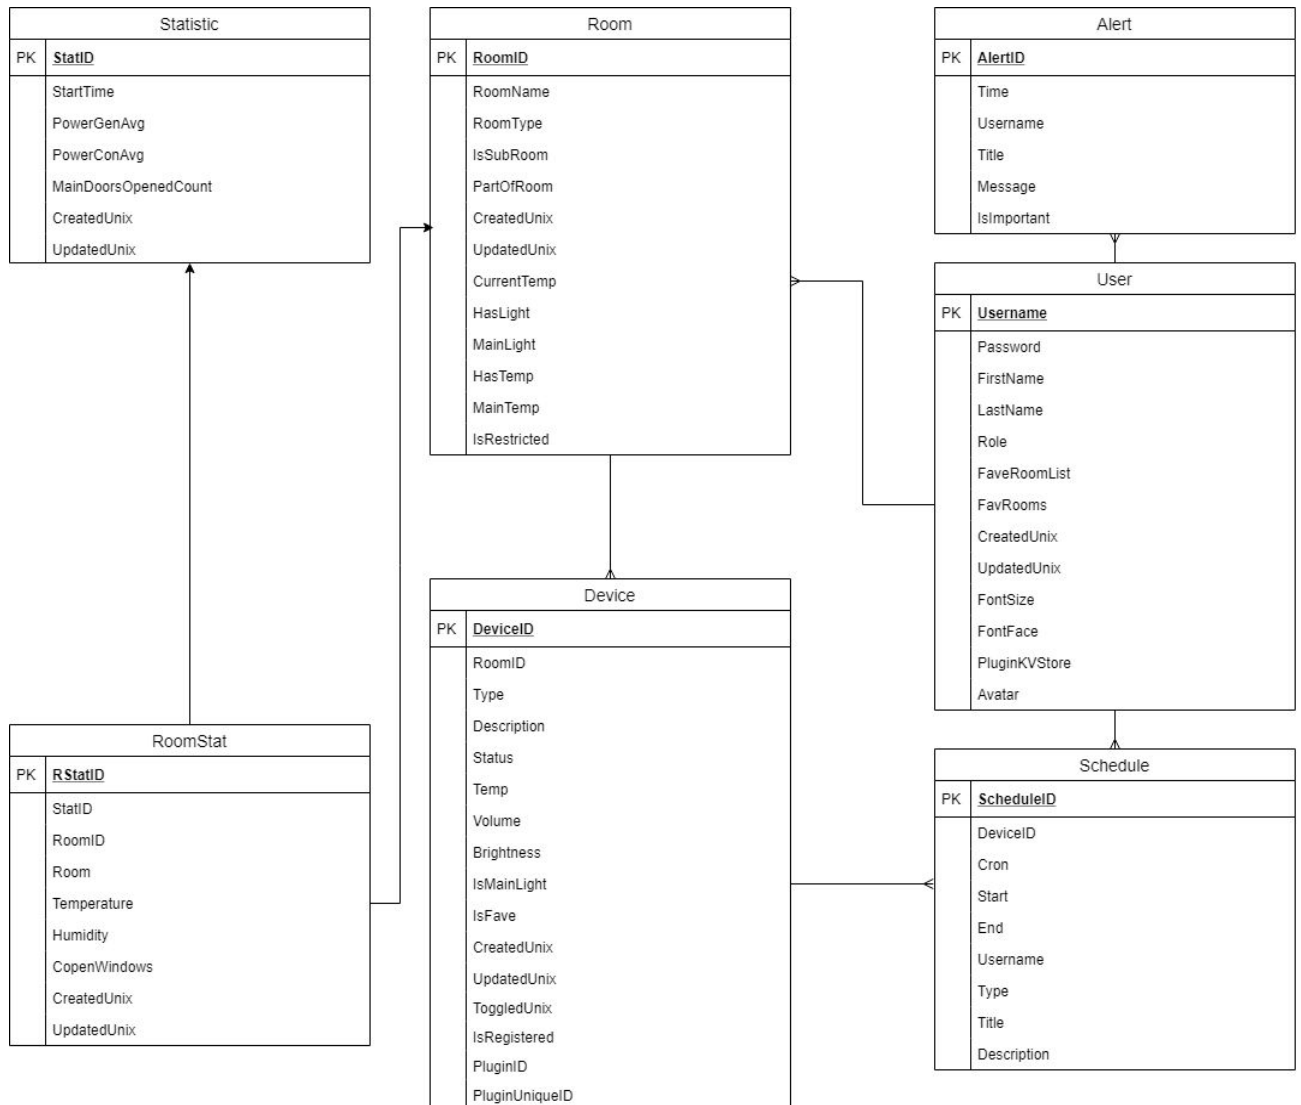 Statistic
PK StatID
StartTime
PowerGenAvg
PowerConAvg
MainDoorsOpenedCount
CreatedUnix
UpdatedUnix
Room
PK RoomID
RoomName
RoomType
IsSubRoom
PartOfRoom
CreatedUnix
UpdatedUnix
CurrentTemp
HasLight
MainLight
HasTemp
MainTemp
IsRestricted
Alert
PK AlertID
Time
Username
Title
Message
IsImportant
User
PK Username
Password
FirstName
LastName
Role
FaveRoomList
FavRooms
CreatedUnix
UpdatedUnix
FontSize
FontFace
PluginKVStore
Avatar
RoomStat
PK RStatID
StatID
RoomID
Room
Temperature
Humidity
CopenWindows
CreatedUnix
UpdatedUnix
Device
PK DeviceID
RoomID
Type
Description
Status
Temp
Volume
Brightness
IsMainLight
IsFave
CreatedUnix
UpdatedUnix
ToggledUnix
IsRegistered
PluginID
PluginUniqueID
Schedule
PK ScheduleID
DeviceID
Cron
Start
End
Username
Type
Title
Description